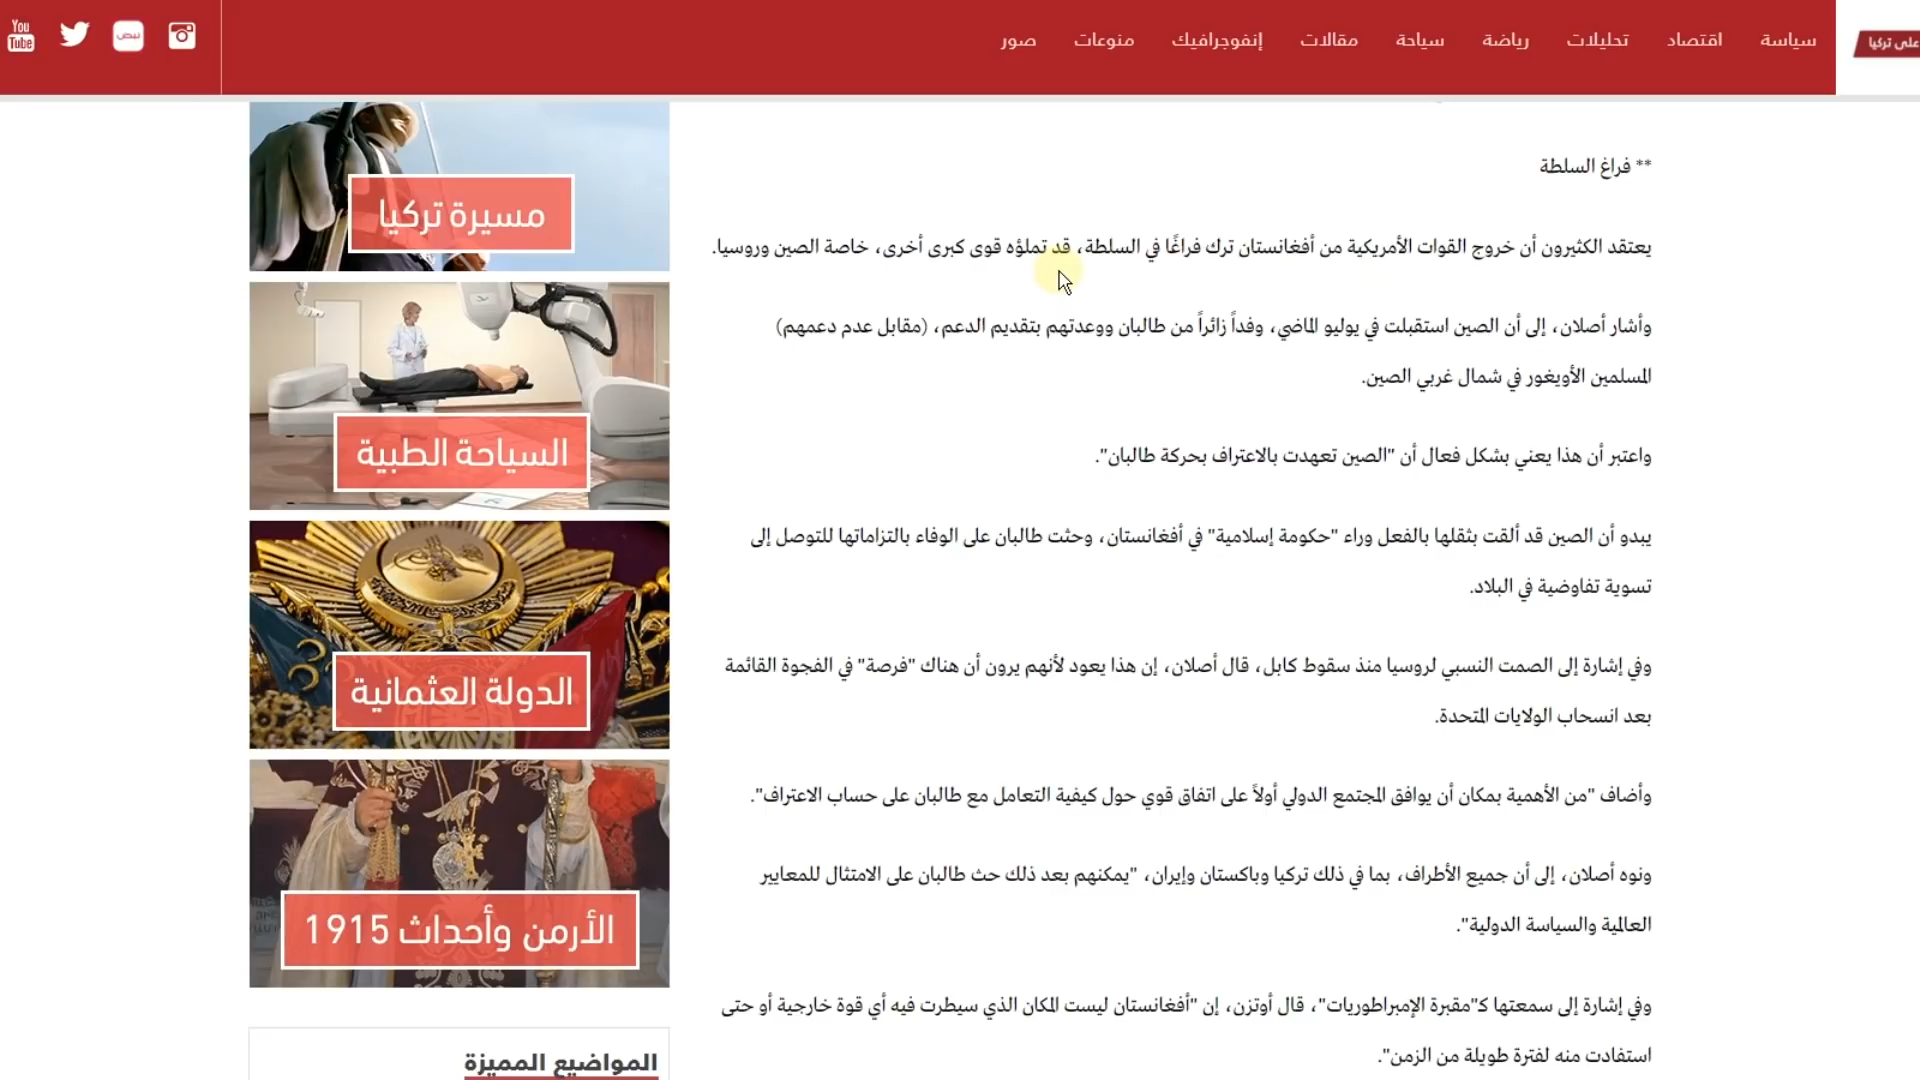 سياسة
اقتصاد
تحليلات
رياضة
سياحة
مقالات
إنفوجرافيك
منوعات
صور
على تركيا
نبض
You
Tube
** فراغ السلطة
يعتقد الكثيرون أن خروج القوات الأمريكية من أفغانستان ترك فراغًا في السلطة، قد تملؤه قوى كبرى أخرى، خاصة الصين وروسيا.
وأشار أصلان، إلى أن الصين استقبلت في يوليو الماضي، وفداً زائراً من طالبان ووعدتهم بتقديم الدعم، (مقابل عدم دعمهم)
المسلمين الأويغور في شمال غربي الصين.
واعتبر أن هذا يعني بشكل فعال أن "الصين تعهدت بالاعتراف بحركة طالبان".
يبدو أن الصين قد ألقت بثقلها بالفعل وراء "حكومة إسلامية" في أفغانستان، وحثت طالبان على الوفاء بالتزاماتها للتوصل إلى
تسوية تفاوضية في البلاد.
وفي إشارة إلى الصمت النسبي لروسيا منذ سقوط كابل، قال أصلان، إن هذا يعود لأنهم يرون أن هناك "فرصة" في الفجوة القائمة
بعد انسحاب الولايات المتحدة.
وأضاف "من الأهمية بمكان أن يوافق المجتمع الدولي أولاً على اتفاق قوي حول كيفية التعامل مع طالبان على حساب الاعتراف".
ونوه أصلان، إلى أن جميع الأطراف، بما في ذلك تركيا وباكستان وإيران، "يمكنهم بعد ذلك حث طالبان على الامتثال للمعايير
العالمية والسياسة الدولية".
وفي إشارة إلى سمعتها كـ"مقبرة الإمبراطوريات"، قال أوتزن، إن "أفغانستان ليست المكان الذي سيطرت فيه أي قوة خارجية أو حتى
استفادت منه لفترة طويلة من الزمن".
مسيرة تركيا
السياحة الطبية
الدولة العثمانية
الأرمن وأحداث 1915
المواضيع المميزة